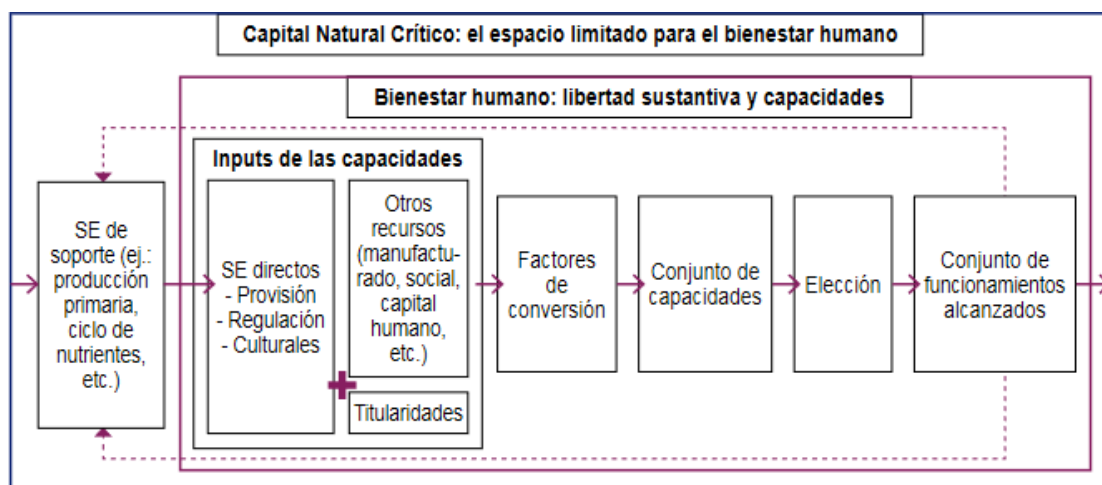 Capital Natural Crítico: el espacio limitado para el bienestar humano
Bienestar humano: libertad sustantiva y capacidades
Inputs de las capacidades
SE de
soporte (ej.:
producción
primaria,
ciclo de
nutrientes,
etc.)
SE directos
- Provisión
- Regulación
- Culturales
Otros
recursos
(manufactu-
rado, social,
capital
humano,
etc.)
Titularidades
Factores
de
conversión
Conjunto de
capacidades
Elección
Conjunto de
funcionamientos
alcanzados